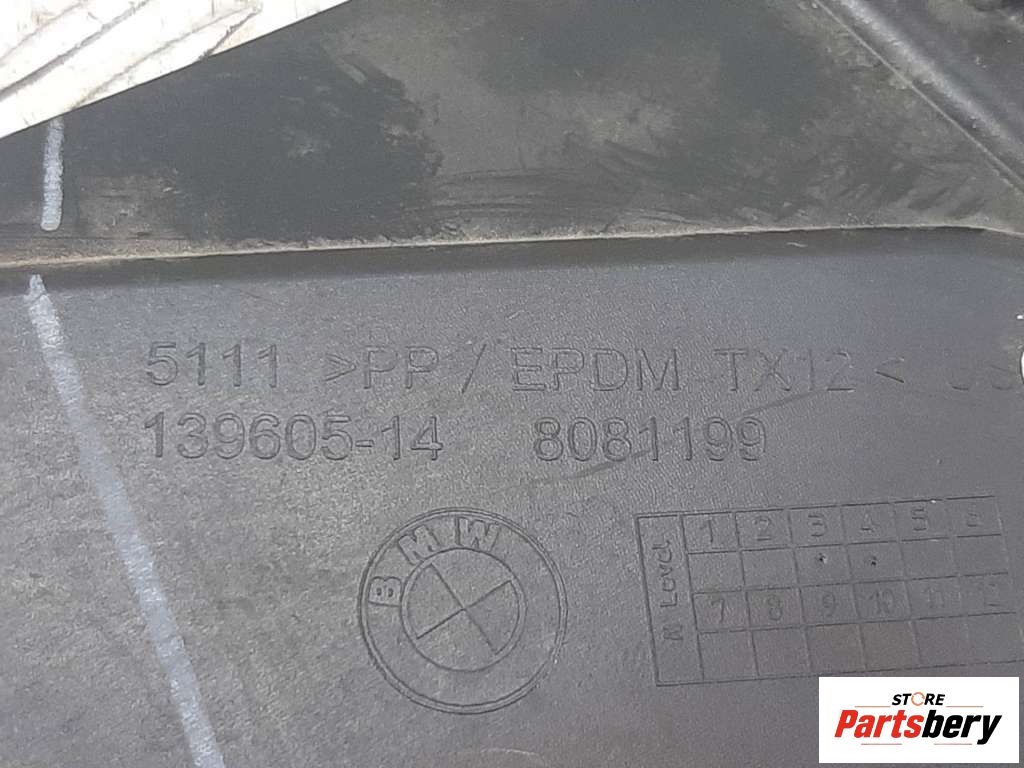 5111 >PP / EPDM TX12<
139605-14 8081199
BMW
1 2 3 4 5 6
7 8 9 10 11 12
STORE
Partsbery